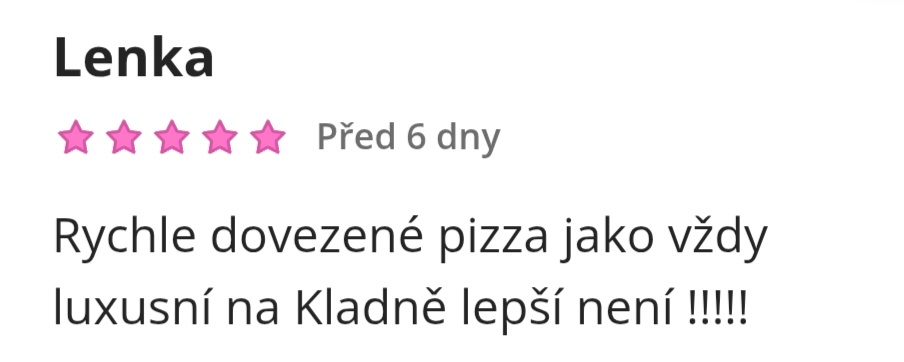 Lenka
Před 6 dny
Rychle dovezené pizza jako vždy
luxusní na Kladně lepší není !!!!!